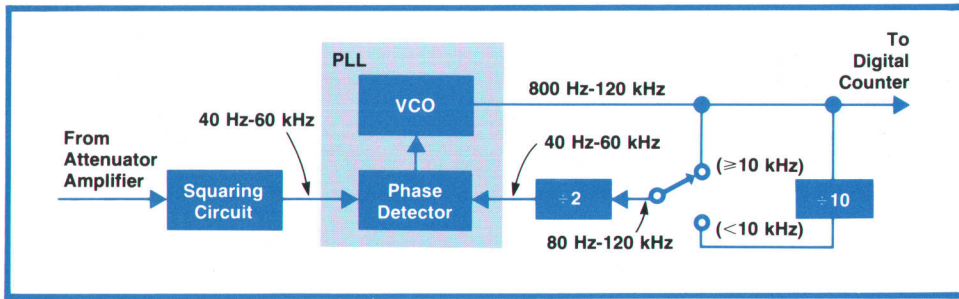 PLL
To
Digital
Counter
VCO
800 Hz-120 kHz
40 Hz-60 kHz
40 Hz-60 kHz
From
Attenuator
Amplifier
(≥10 kHz)
Squaring
Circuit
Phase
Detector
÷2
÷10
(<10 kHz)
80 Hz-120 kHz